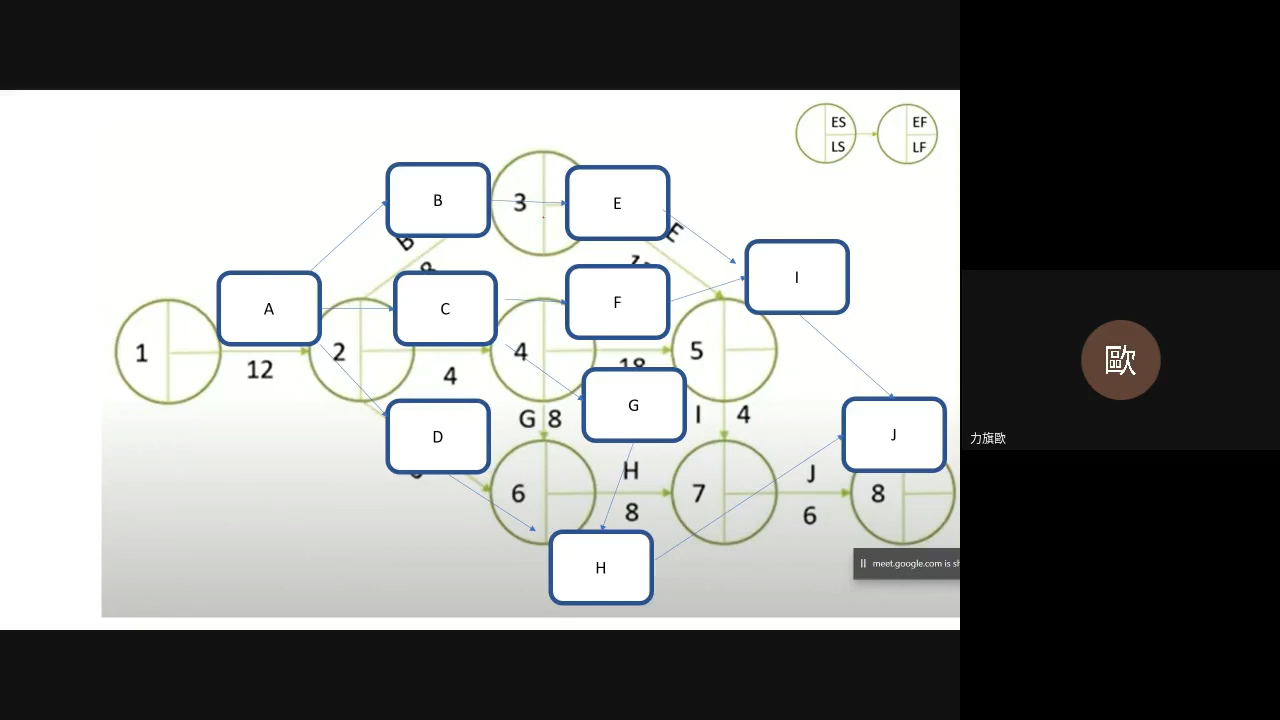 ES
EF
LS
LF
B
3
E
B
E
A
C
F
I
1
2
4
5
12
4
18
G
G 8
I 4
D
J
6
H
7
J
8
8
6
H
meet.google.com is sh
歐
力旗歐